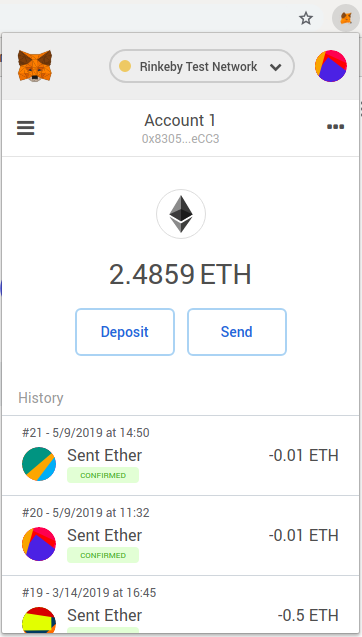 Rinkeby Test Network
Account 1
0x8305...eCC3
2.4859 ETH
Deposit
Send
History
#21 - 5/9/2019 at 14:50
Sent Ether
-0.01 ETH
CONFIRMED
#20 - 5/9/2019 at 11:32
Sent Ether
-0.01 ETH
CONFIRMED
#19 - 3/14/2019 at 16:45
Sent Ether
-0.5 ETH